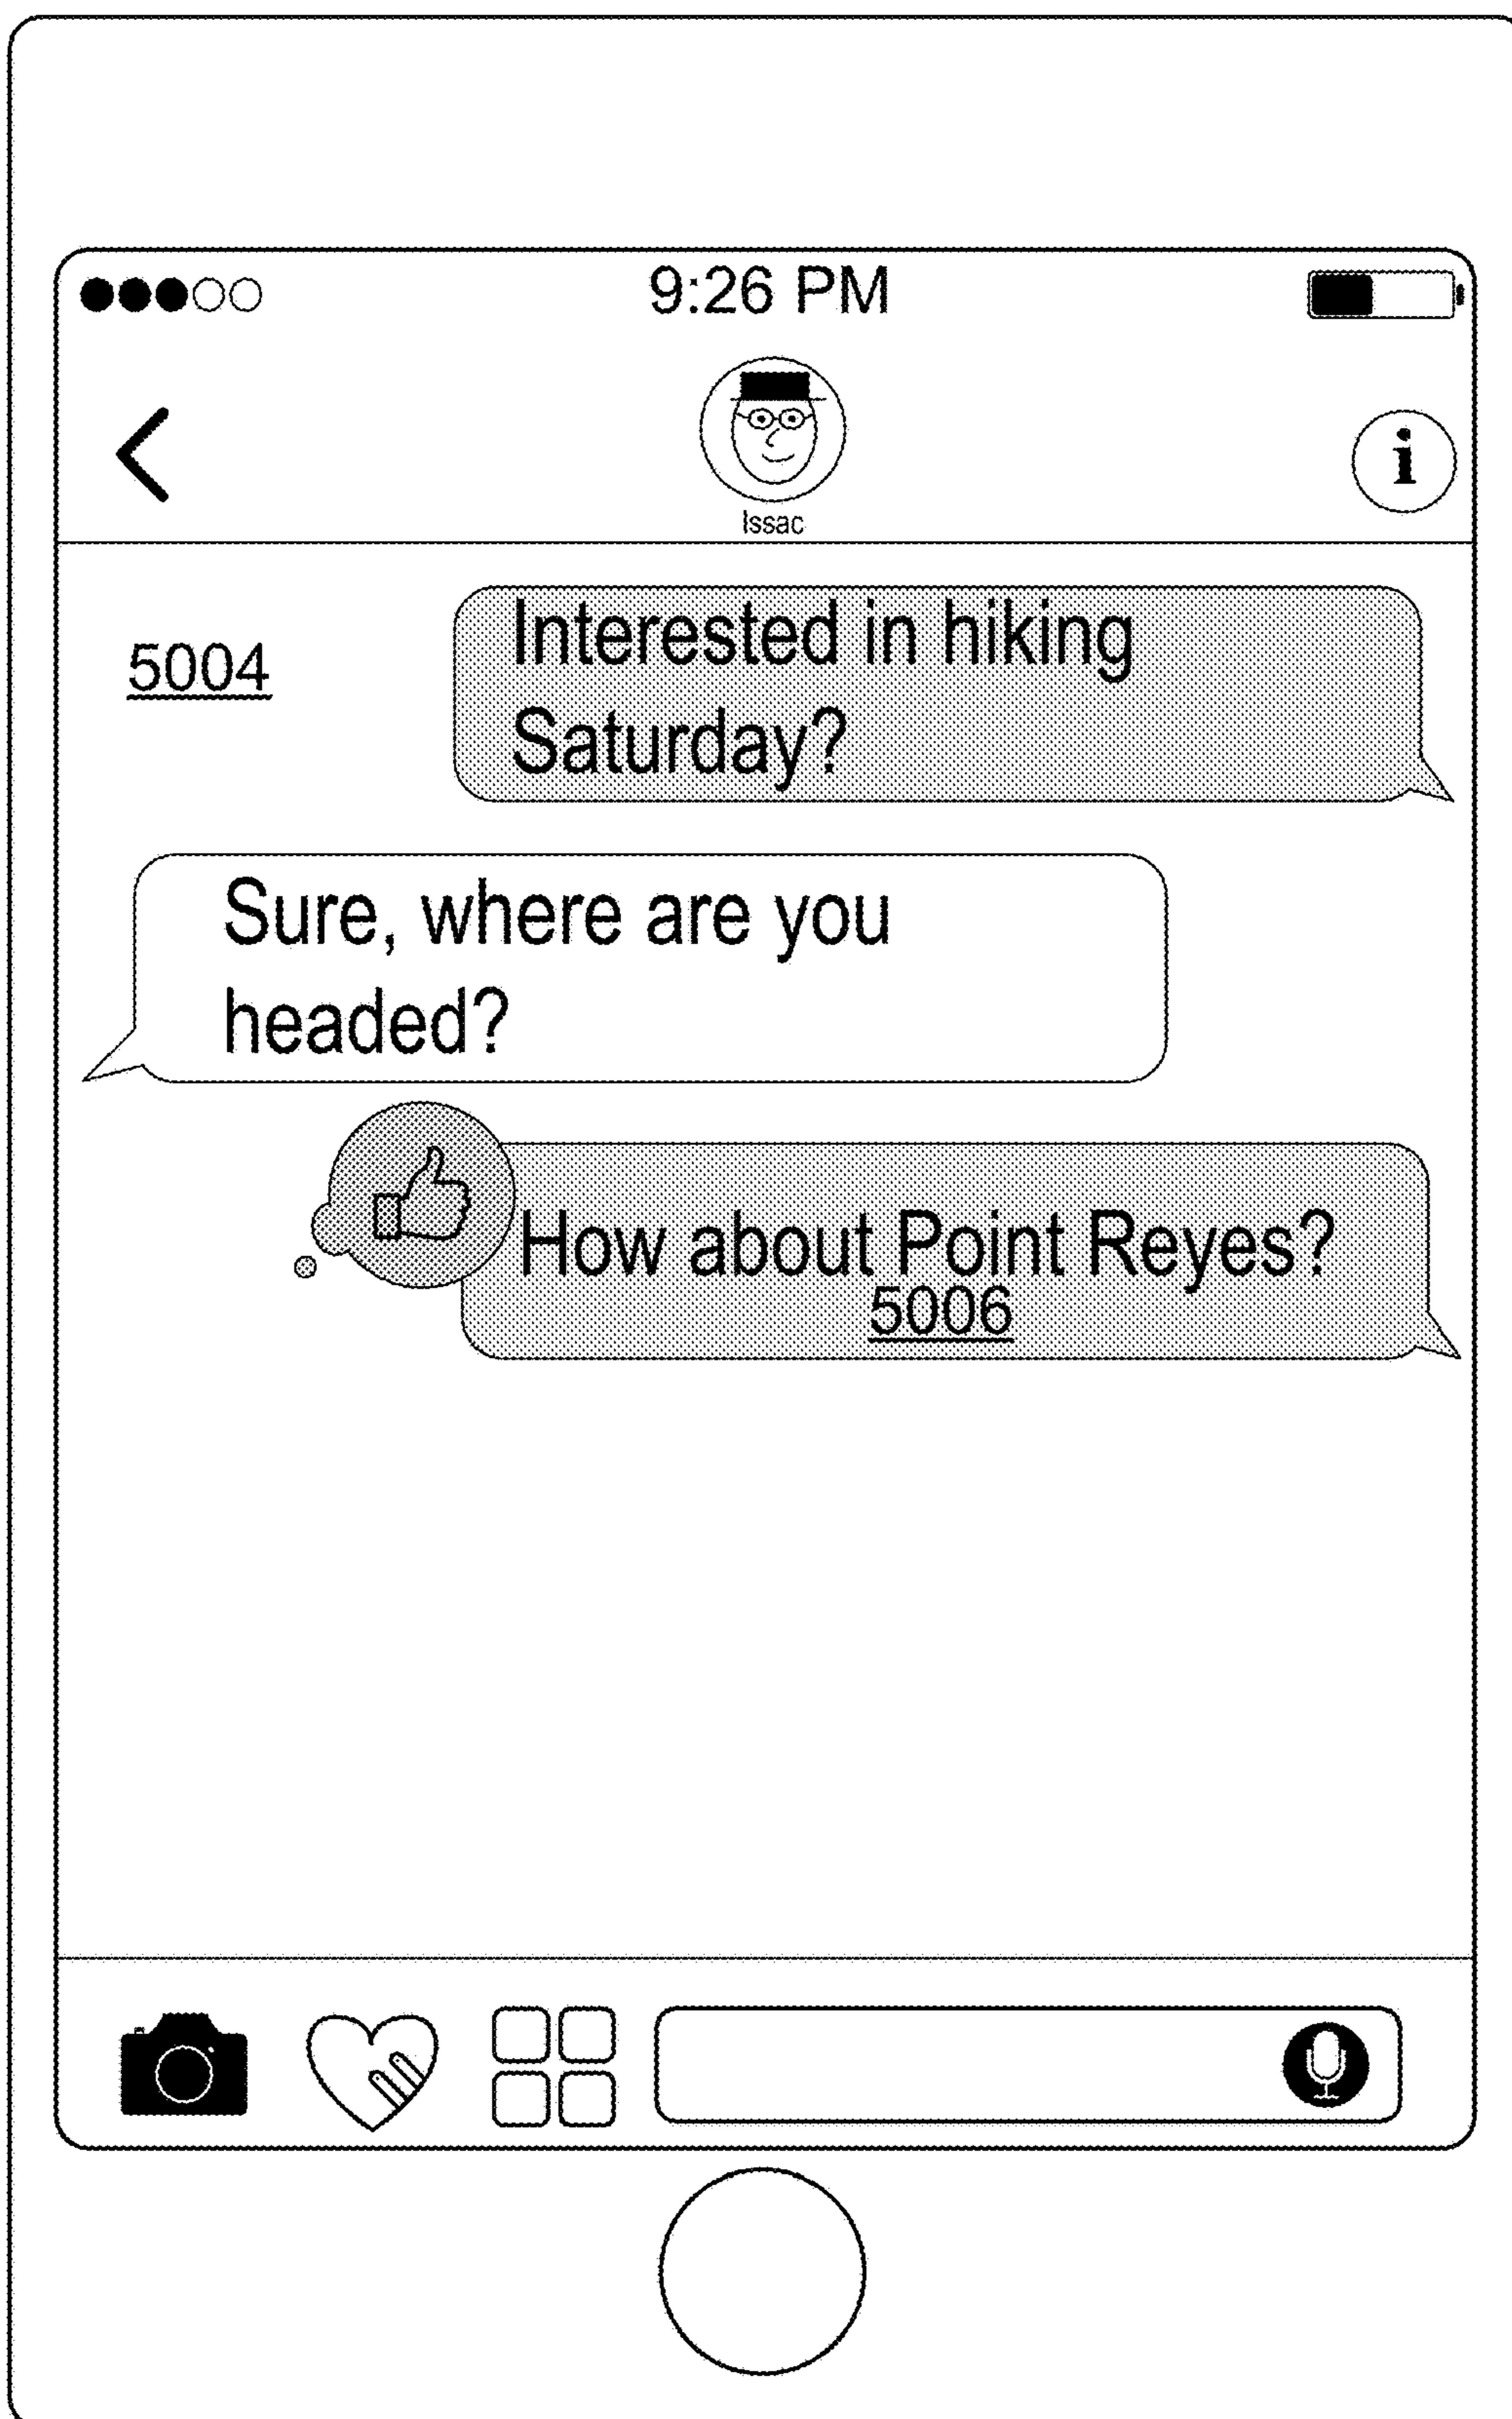 9:26 PM
i
Issac
5004
Interested in hiking
Saturday?
Sure, where are you
headed?
How about Point Reyes?
5006